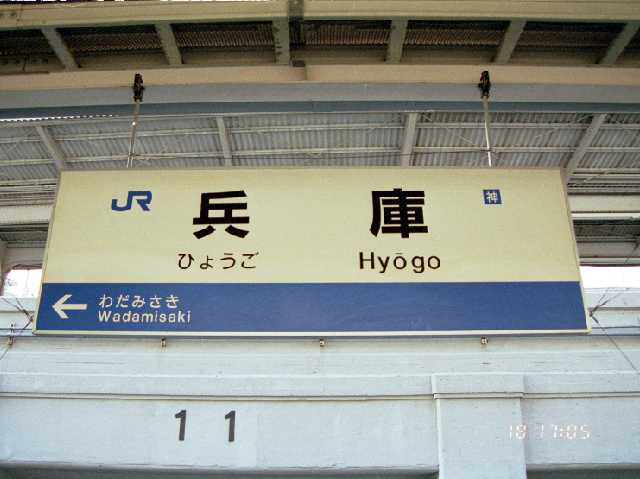 JR 兵庫 神
ひょうご Hyōgo
← わだみさき
Wadamisaki
11
18 17:05